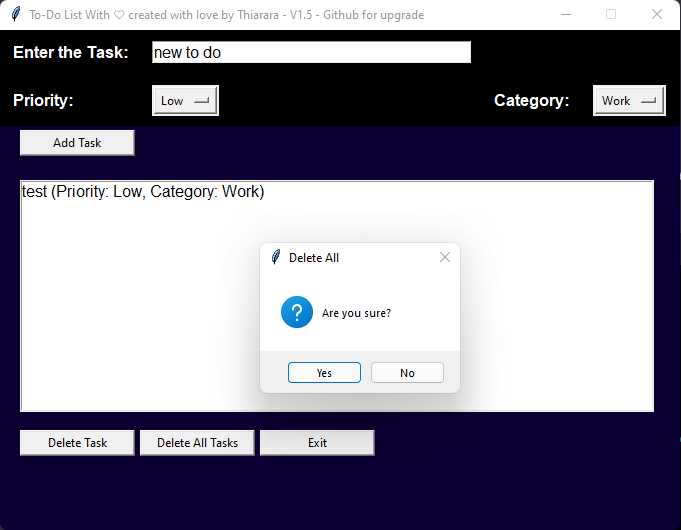 To-Do List With ♡ created with love by Thiarara - V1.5 - Github for upgrade
Enter the Task: new to do
Priority: Low Category: Work
Add Task
test (Priority: Low, Category: Work)
Delete All
Are you sure?
Yes No
Delete Task Delete All Tasks Exit